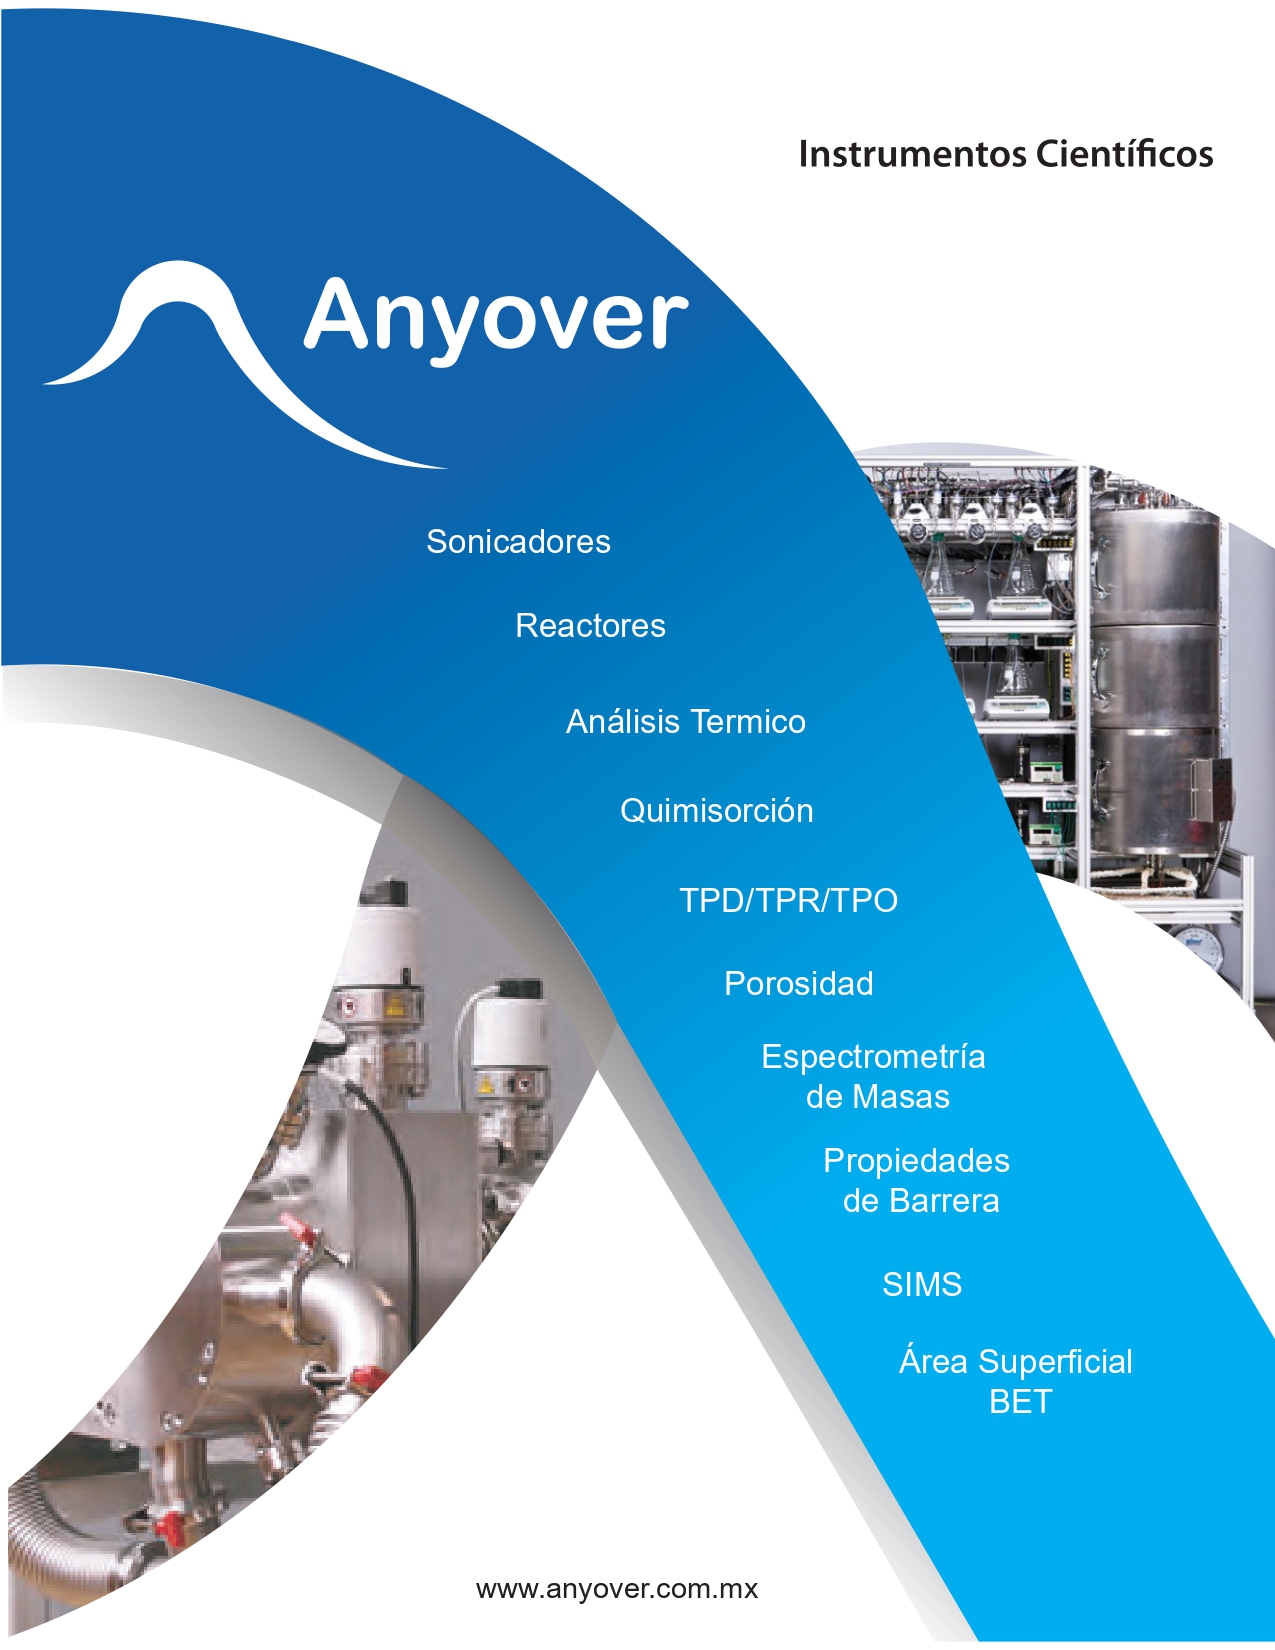 Instrumentos Científicos
Anyover
Sonicadores
Reactores
Análisis Termico
Quimisorción
TPD/TPR/TPO
Porosidad
Espectrometría
de Masas
Propiedades
de Barrera
SIMS
Área Superficial
BET
www.anyover.com.mx